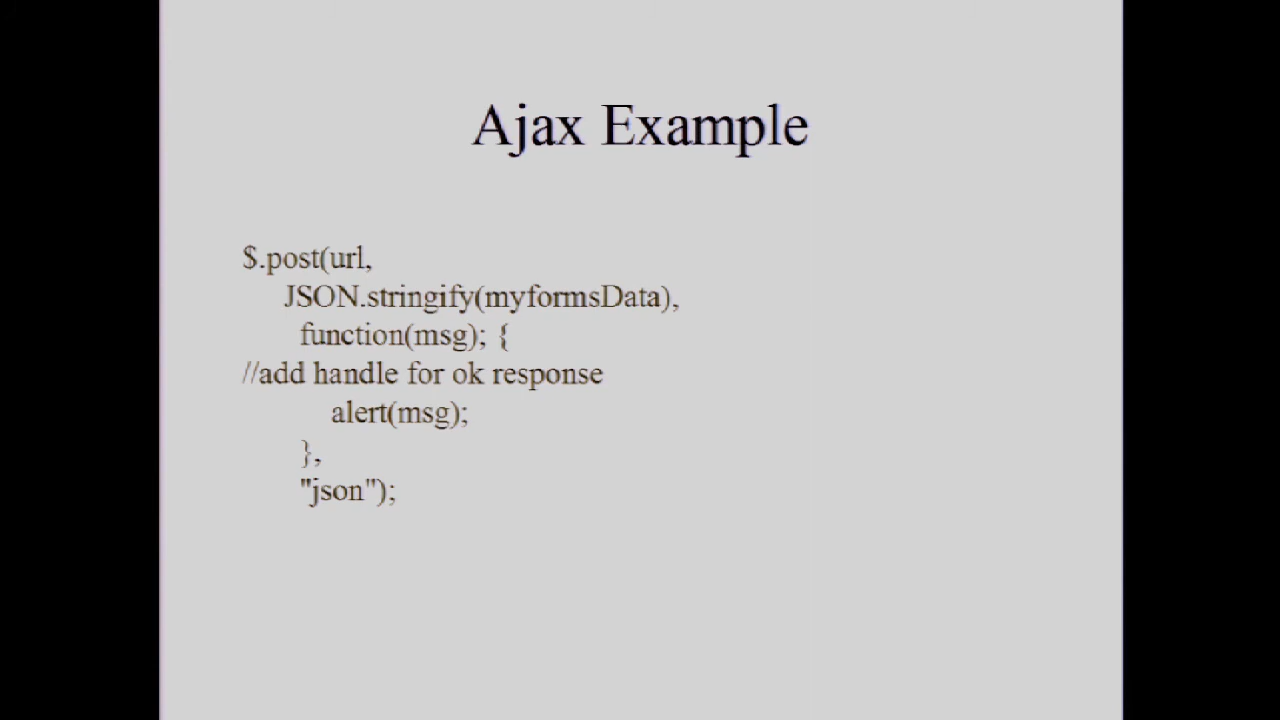 Ajax Example
$.post(url,
JSON.stringify(myformsData),
function(msg); {
//add handle for ok response
alert(msg);
},
"json");